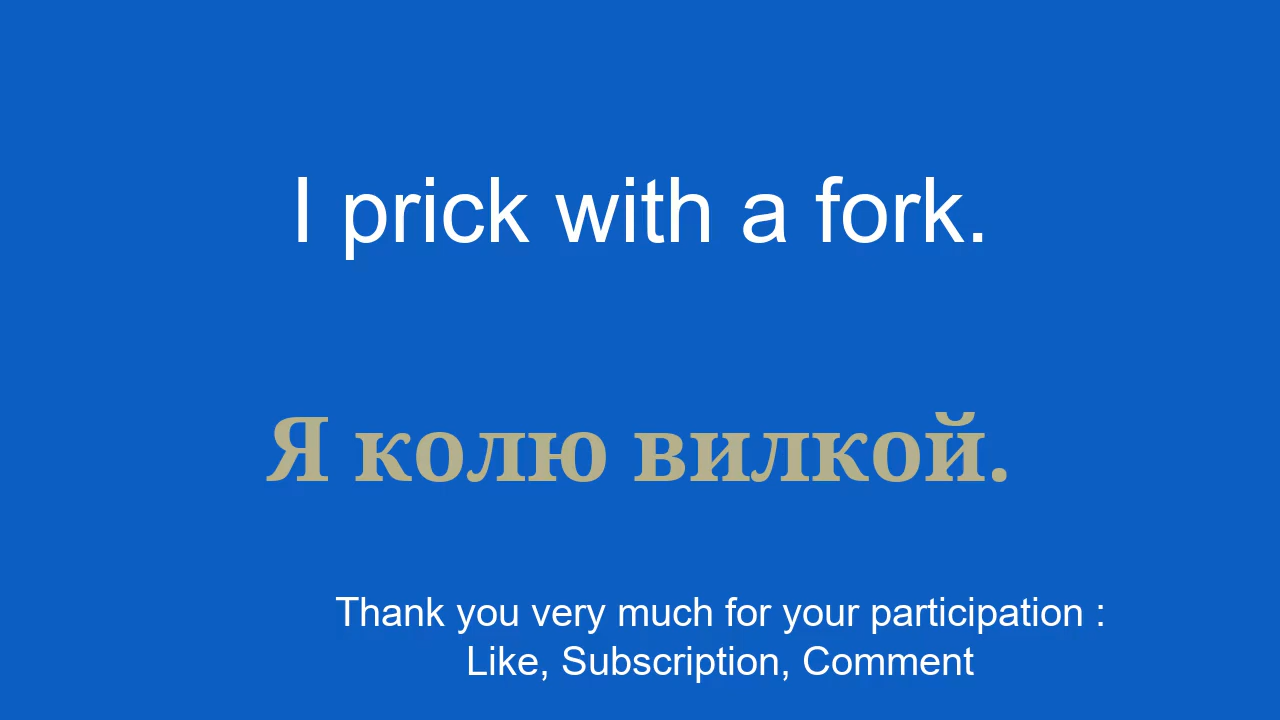 I prick with a fork.
Я колю вилкой.
Thank you very much for your participation :
Like, Subscription, Comment